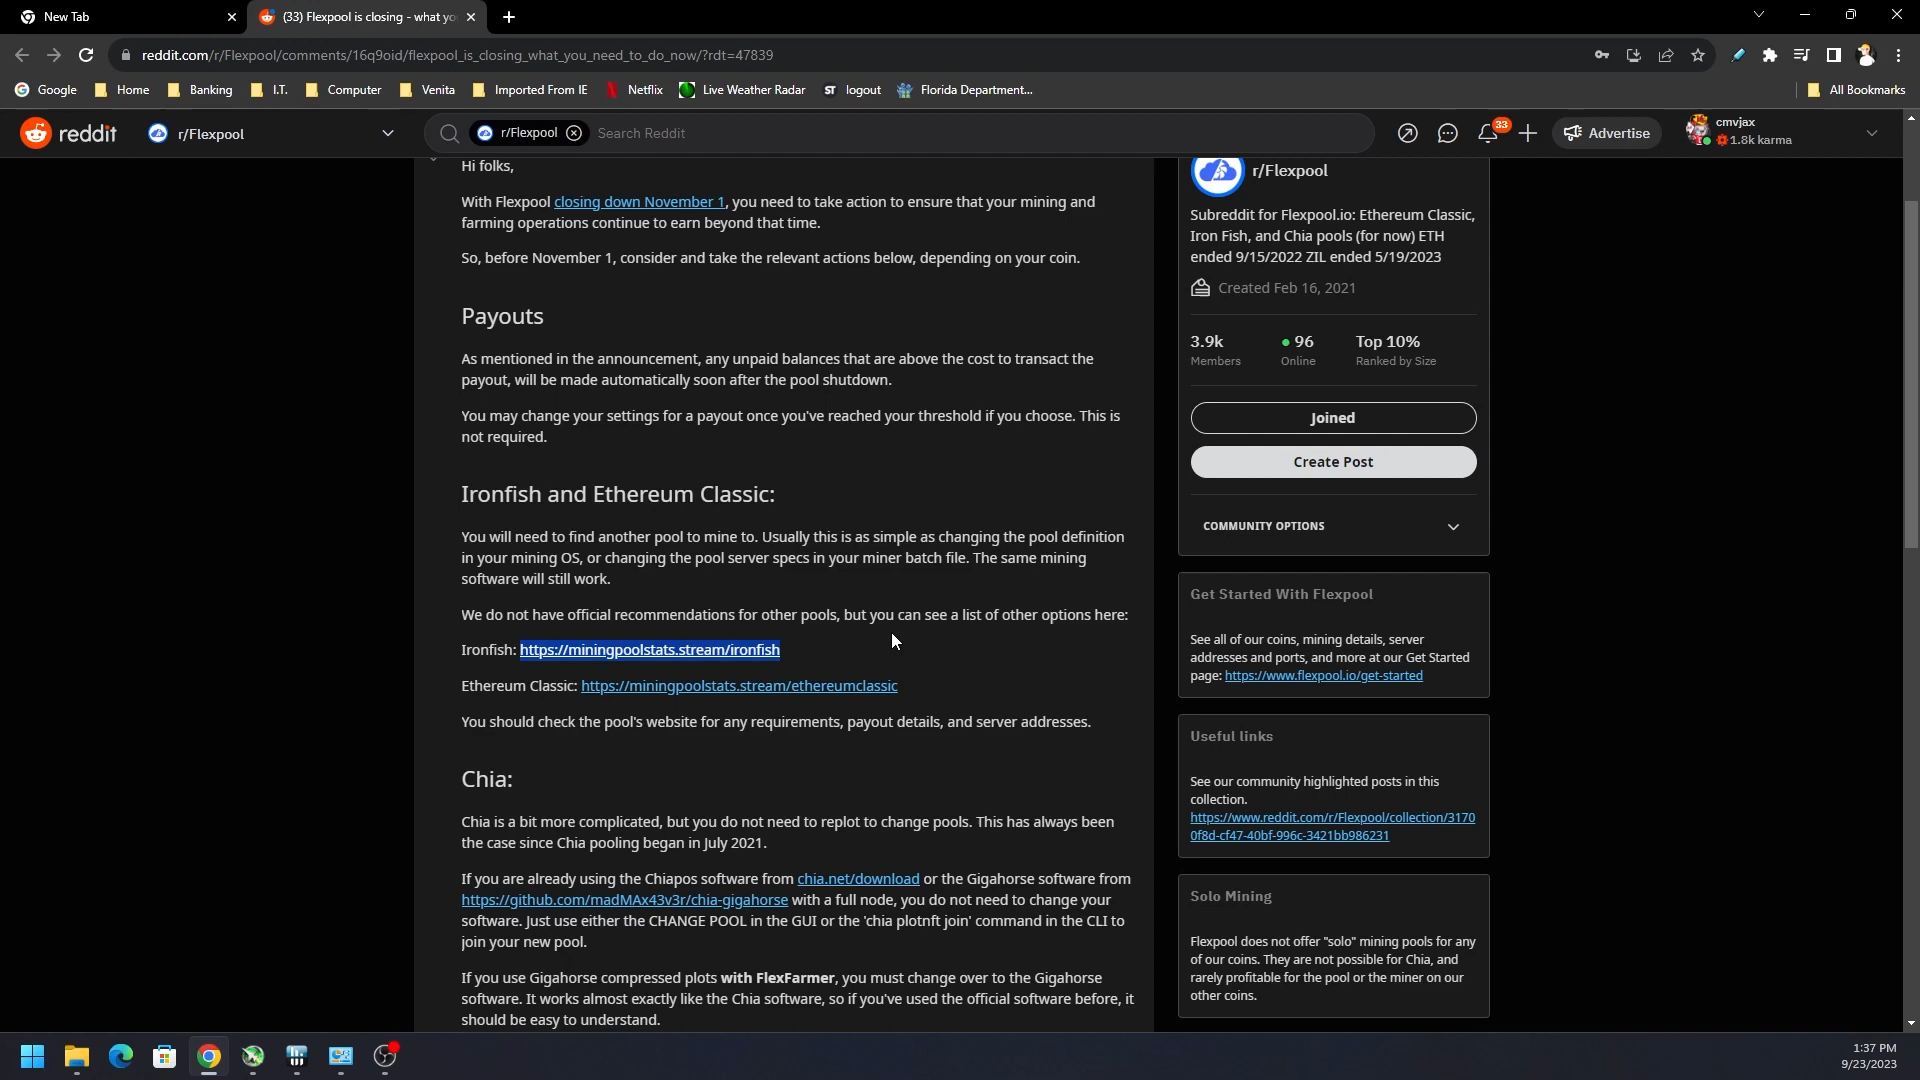 New Tab
(33) Flexpool is closing - what yo
reddit.com/r/Flexpool/comments/16q9oid/flexpool_is_closing_what_you_need_to_do_now/?rdt=47839
Google
Home
Banking
I.T.
Computer
Venita
Imported From IE
Netflix
Live Weather Radar
ST logout
Florida Department...
All Bookmarks
reddit
r/Flexpool
r/Flexpool
Search Reddit
33
Advertise
cmvjax
1.8k karma
Hi folks,
With Flexpool closing down November 1, you need to take action to ensure that your mining and
farming operations continue to earn beyond that time.
So, before November 1, consider and take the relevant actions below, depending on your coin.
Payouts
As mentioned in the announcement, any unpaid balances that are above the cost to transact the
payout, will be made automatically soon after the pool shutdown.
You may change your settings for a payout once you've reached your threshold if you choose. This is
not required.
Ironfish and Ethereum Classic:
You will need to find another pool to mine to. Usually this is as simple as changing the pool definition
in your mining OS, or changing the pool server specs in your miner batch file. The same mining
software will still work.
We do not have official recommendations for other pools, but you can see a list of other options here:
Ironfish: https://miningpoolstats.stream/ironfish
Ethereum Classic: https://miningpoolstats.stream/ethereumclassic
You should check the pool's website for any requirements, payout details, and server addresses.
Chia:
Chia is a bit more complicated, but you do not need to replot to change pools. This has always been
the case since Chia pooling began in July 2021.
If you are already using the Chiapos software from chia.net/download or the Gigahorse software from
https://github.com/madMAx43v3r/chia-gigahorse with a full node, you do not need to change your
software. Just use either the CHANGE POOL in the GUI or the 'chia plotnft join' command in the CLI to
join your new pool.
If you use Gigahorse compressed plots with FlexFarmer, you must change over to the Gigahorse
software. It works almost exactly like the Chia software, so if you've used the official software before, it
should be easy to understand.
r/Flexpool
Subreddit for Flexpool.io: Ethereum Classic,
Iron Fish, and Chia pools (for now) ETH
ended 9/15/2022 ZIL ended 5/19/2023
Created Feb 16, 2021
3.9k
96
Top 10%
Members
Online
Ranked by Size
Joined
Create Post
COMMUNITY OPTIONS
Get Started With Flexpool
See all of our coins, mining details, server
addresses and ports, and more at our Get Started
page: https://www.flexpool.io/get-started
Useful links
See our community highlighted posts in this
collection.
https://www.reddit.com/r/Flexpool/collection/3170
0f8d-cf47-40bf-996c-3421bb986231
Solo Mining
Flexpool does not offer "solo" mining pools for any
of our coins. They are not possible for Chia, and
rarely profitable for the pool or the miner on our
other coins.
1:37 PM
9/23/2023